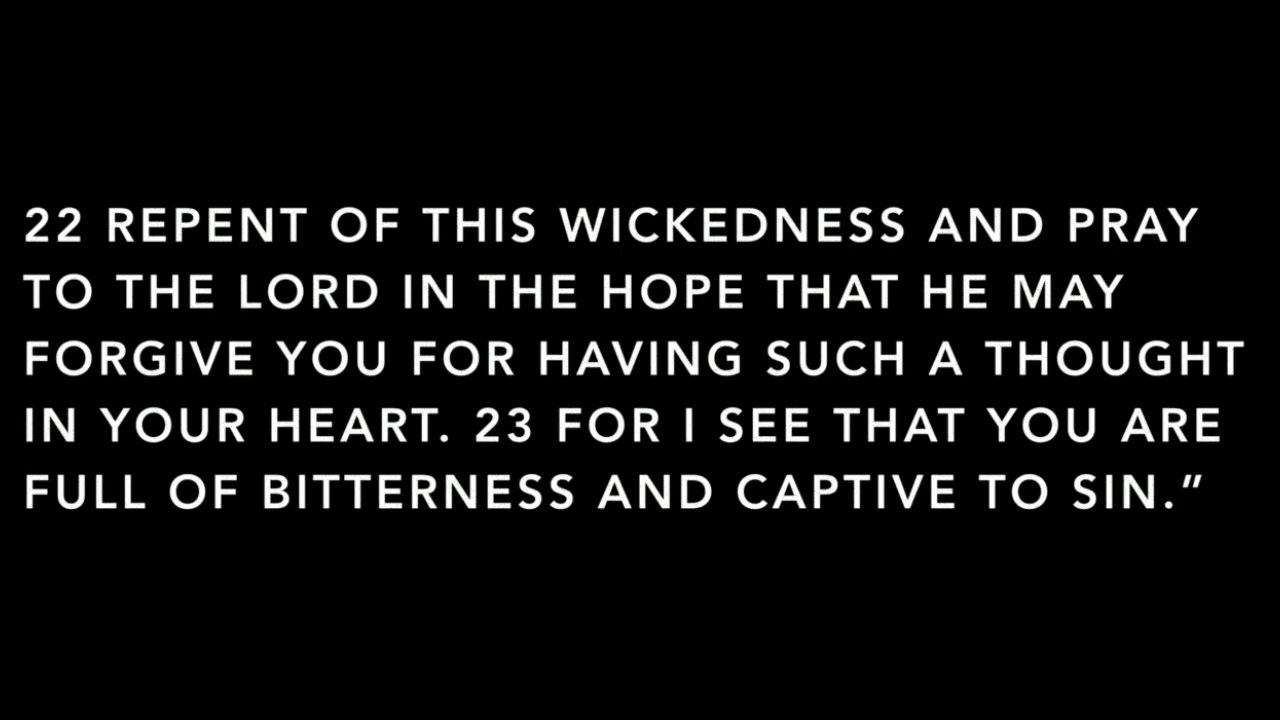 22 REPENT OF THIS WICKEDNESS AND PRAY
TO THE LORD IN THE HOPE THAT HE MAY
FORGIVE YOU FOR HAVING SUCH A THOUGHT
IN YOUR HEART. 23 FOR I SEE THAT YOU ARE
FULL OF BITTERNESS AND CAPTIVE TO SIN.”